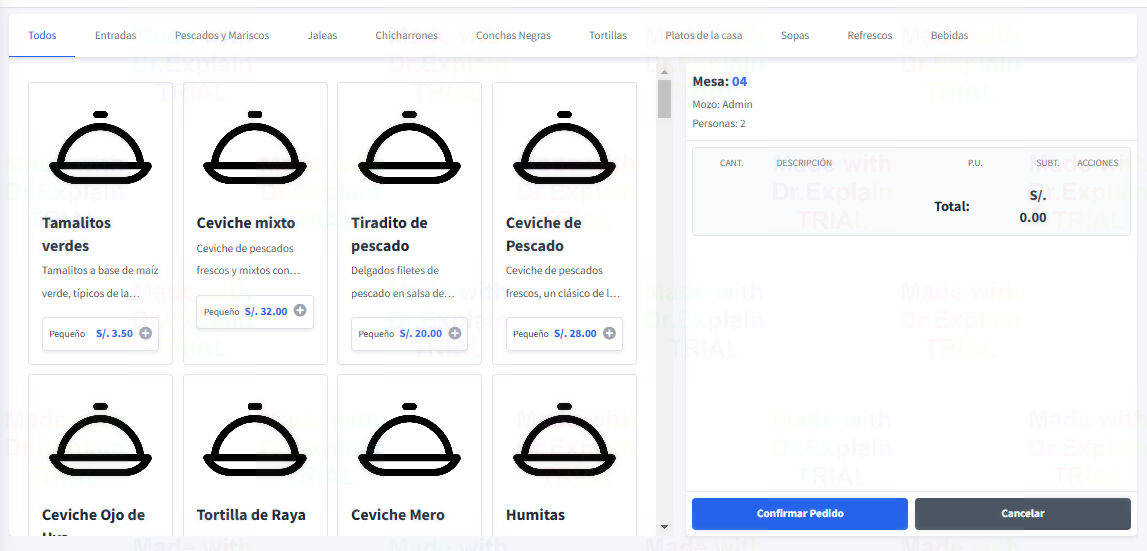 Todos Entradas Pescados y Mariscos Jaleas Chicharrones Conchas Negras Tortillas Platos de la casa Sopas Refrescos Bebidas
Tamalitos verdes
Tamalitos a base de maíz
verde, típicos de la…
Pequeño S/. 3.50
Ceviche mixto
Ceviche de pescados
frescos y mixtos con…
Pequeño S/. 32.00
Tiradito de
pescado
Delgados filetes de
pescado en salsa de…
Pequeño S/. 20.00
Ceviche de
Pescado
Ceviche de pescados
frescos, un clásico de l…
Pequeño S/. 28.00
Ceviche Ojo de
Tortilla de Raya
Ceviche Mero
Humitas
Mesa: 04
Mozo: Admin
Personas: 2
CANT. DESCRIPCIÓN P.U. SUBT. ACCIONES
Total: S/.
0.00
Confirmar Pedido Cancelar
Made with
Dr.Explain
TRIAL